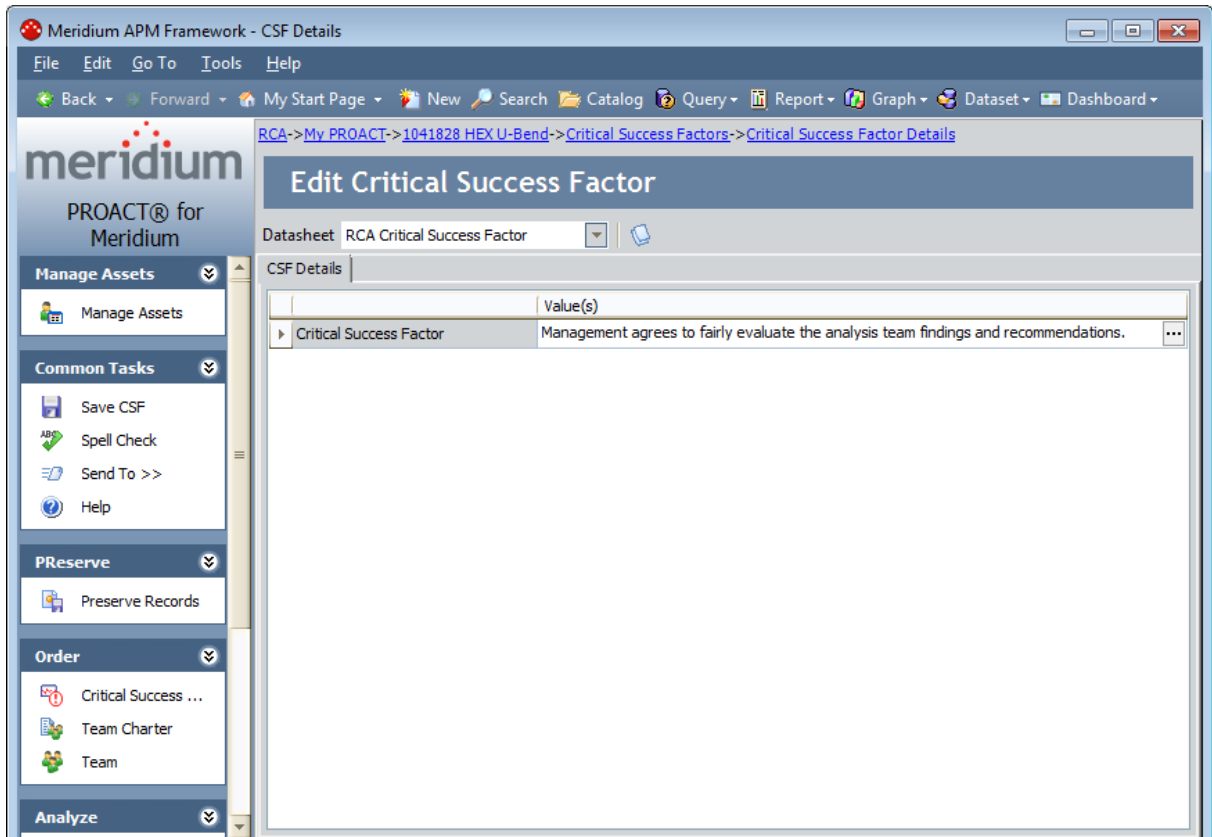 Meridium APM Framework - CSF Details
File Edit Go To Tools Help
Back Forward My Start Page New Search Catalog Query Report Graph Dataset Dashboard
RCA->My PROACT->1041828 HEX U-Bend->Critical Success Factors->Critical Success Factor Details
meridium
PROACT® for
Meridium
Edit Critical Success Factor
Datasheet RCA Critical Success Factor
CSF Details
Value(s)
Critical Success Factor Management agrees to fairly evaluate the analysis team findings and recommendations. ...
Manage Assets
Manage Assets
Common Tasks
Save CSF
ABC Spell Check
Send To >>
Help
PReserve
Preserve Records
Order
Critical Success ...
Team Charter
Team
Analyze